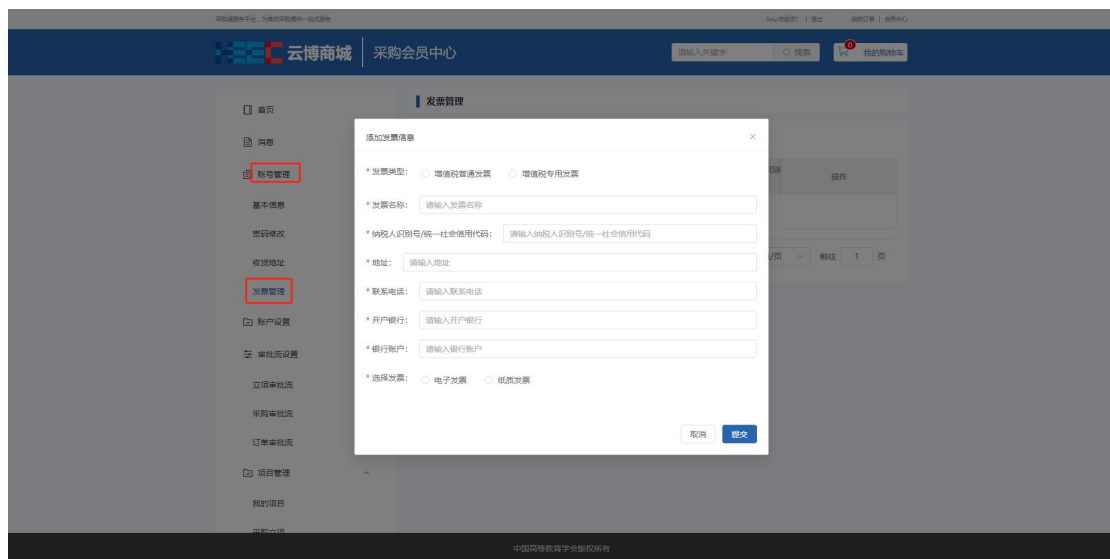 我的订单 | 会员中心
云博商城 采购会员中心
请输入关键字 搜索 0 我的购物车
首页
发票管理
消息
账号管理
基本信息
密码修改
收货地址
发票管理
账户设置
审批流设置
立项审批流
采购审批流
订单审批流
项目管理
我的项目
操作
/页 前往 1 页
添加发票信息
* 发票类型: 增值税普通发票 增值税专用发票
* 发票名称: 请输入发票名称
* 纳税人识别号/统一社会信用代码: 请输入纳税人识别号/统一社会信用代码
* 地址: 请输入地址
* 联系电话: 请输入联系电话
* 开户银行: 请输入开户银行
* 银行账户: 请输入银行账户
* 选择发票: 电子发票 纸质发票
取消 提交
中国高等教育学会版权所有